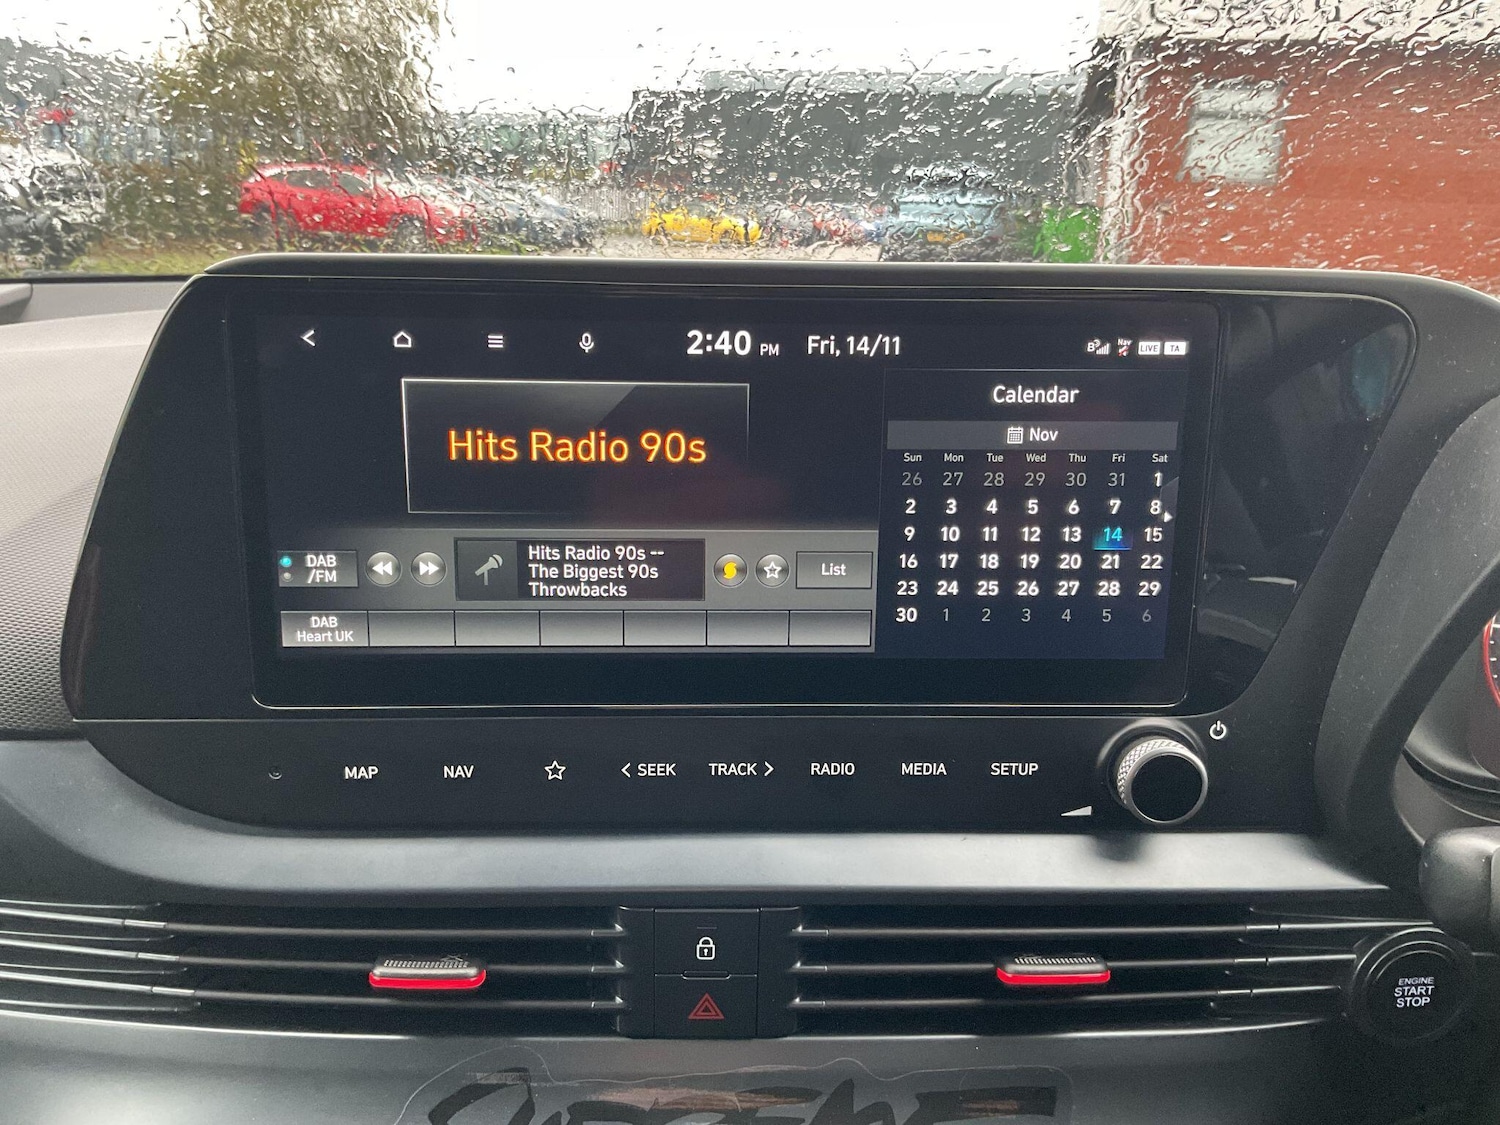 2:40 PM Fri, 14/11
B Nav LIVE TA
Hits Radio 90s
Calendar
Nov
Sun Mon Tue Wed Thu Fri Sat
26 27 28 29 30 31 1
2 3 4 5 6 7 8
9 10 11 12 13 14 15
16 17 18 19 20 21 22
23 24 25 26 27 28 29
30 1 2 3 4 5 6
DAB
/FM
Hits Radio 90s --
The Biggest 90s
Throwbacks
List
DAB
Heart UK
MAP NAV < SEEK TRACK > RADIO MEDIA SETUP
ENGINE
START
STOP